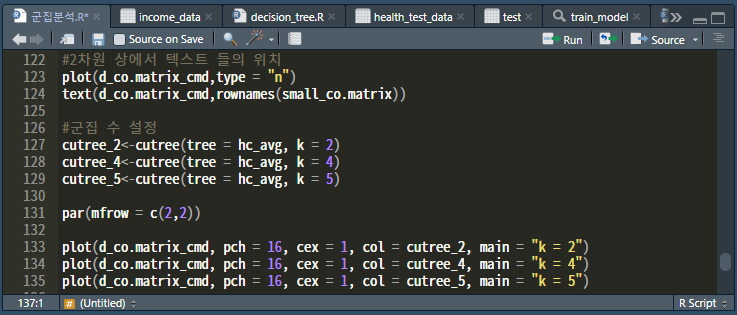 군집분석.R* income_data decision_tree.R health_test_data test train_model
Source on Save Run Source
122 #2차원 상에서 텍스트 들의 위치
123 plot(d_co.matrix_cmd,type = "n")
124 text(d_co.matrix_cmd,rownames(small_co.matrix))
125
126 #군집 수 설정
127 cutree_2<-cutree(tree = hc_avg, k = 2)
128 cutree_4<-cutree(tree = hc_avg, k = 4)
129 cutree_5<-cutree(tree = hc_avg, k = 5)
130
131 par(mfrow = c(2,2))
132
133 plot(d_co.matrix_cmd, pch = 16, cex = 1, col = cutree_2, main = "k = 2")
134 plot(d_co.matrix_cmd, pch = 16, cex = 1, col = cutree_4, main = "k = 4")
135 plot(d_co.matrix_cmd, pch = 16, cex = 1, col = cutree_5, main = "k = 5")
137:1 # (Untitled) R Script